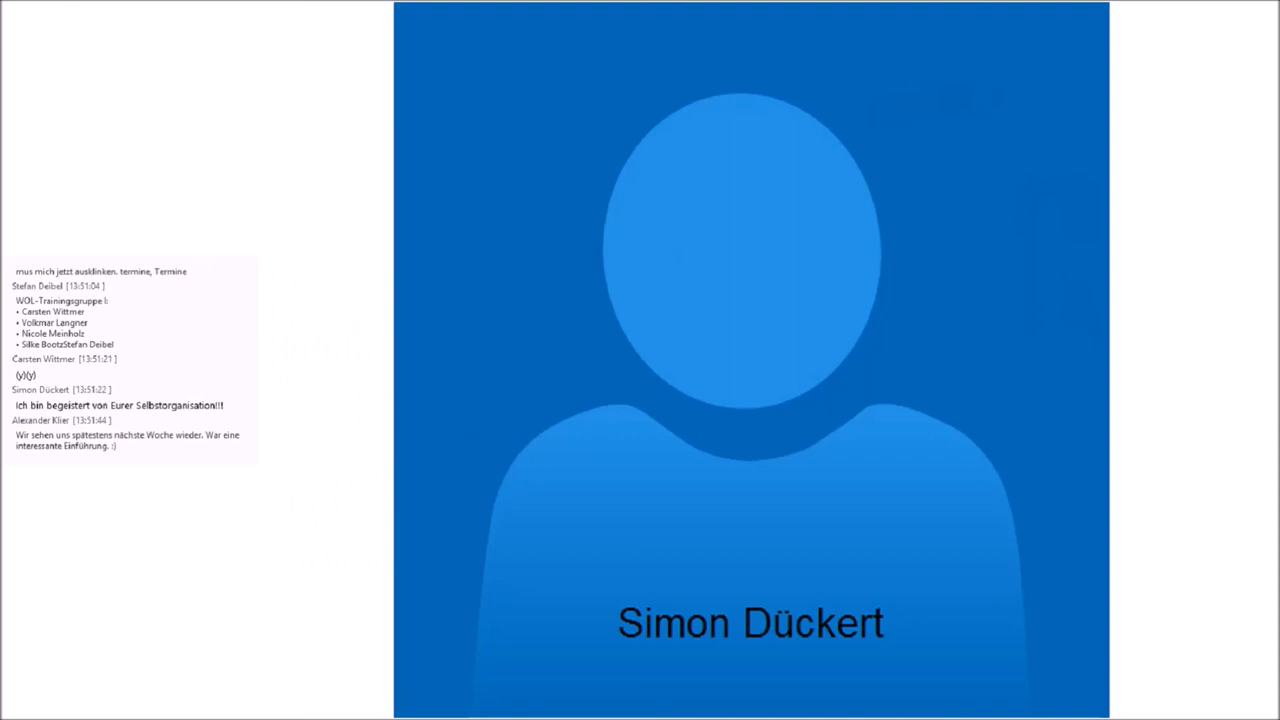 mus mich jetzt ausklinken. termine, Termine
Stefan Deibel [13:51:04 ]
WOL-Trainingsgruppe I:
• Carsten Wittmer
• Volkmar Langner
• Nicole Meinholz
• Silke BootzStefan Deibel
Carsten Wittmer [13:51:21 ]
(y)(y)
Simon Dückert [13:51:22 ]
Ich bin begeistert von Eurer Selbstorganisation!!!
Alexander Klier [13:51:44 ]
Wir sehen uns spätestens nächste Woche wieder. War eine
interessante Einführung. :)
Simon Dückert